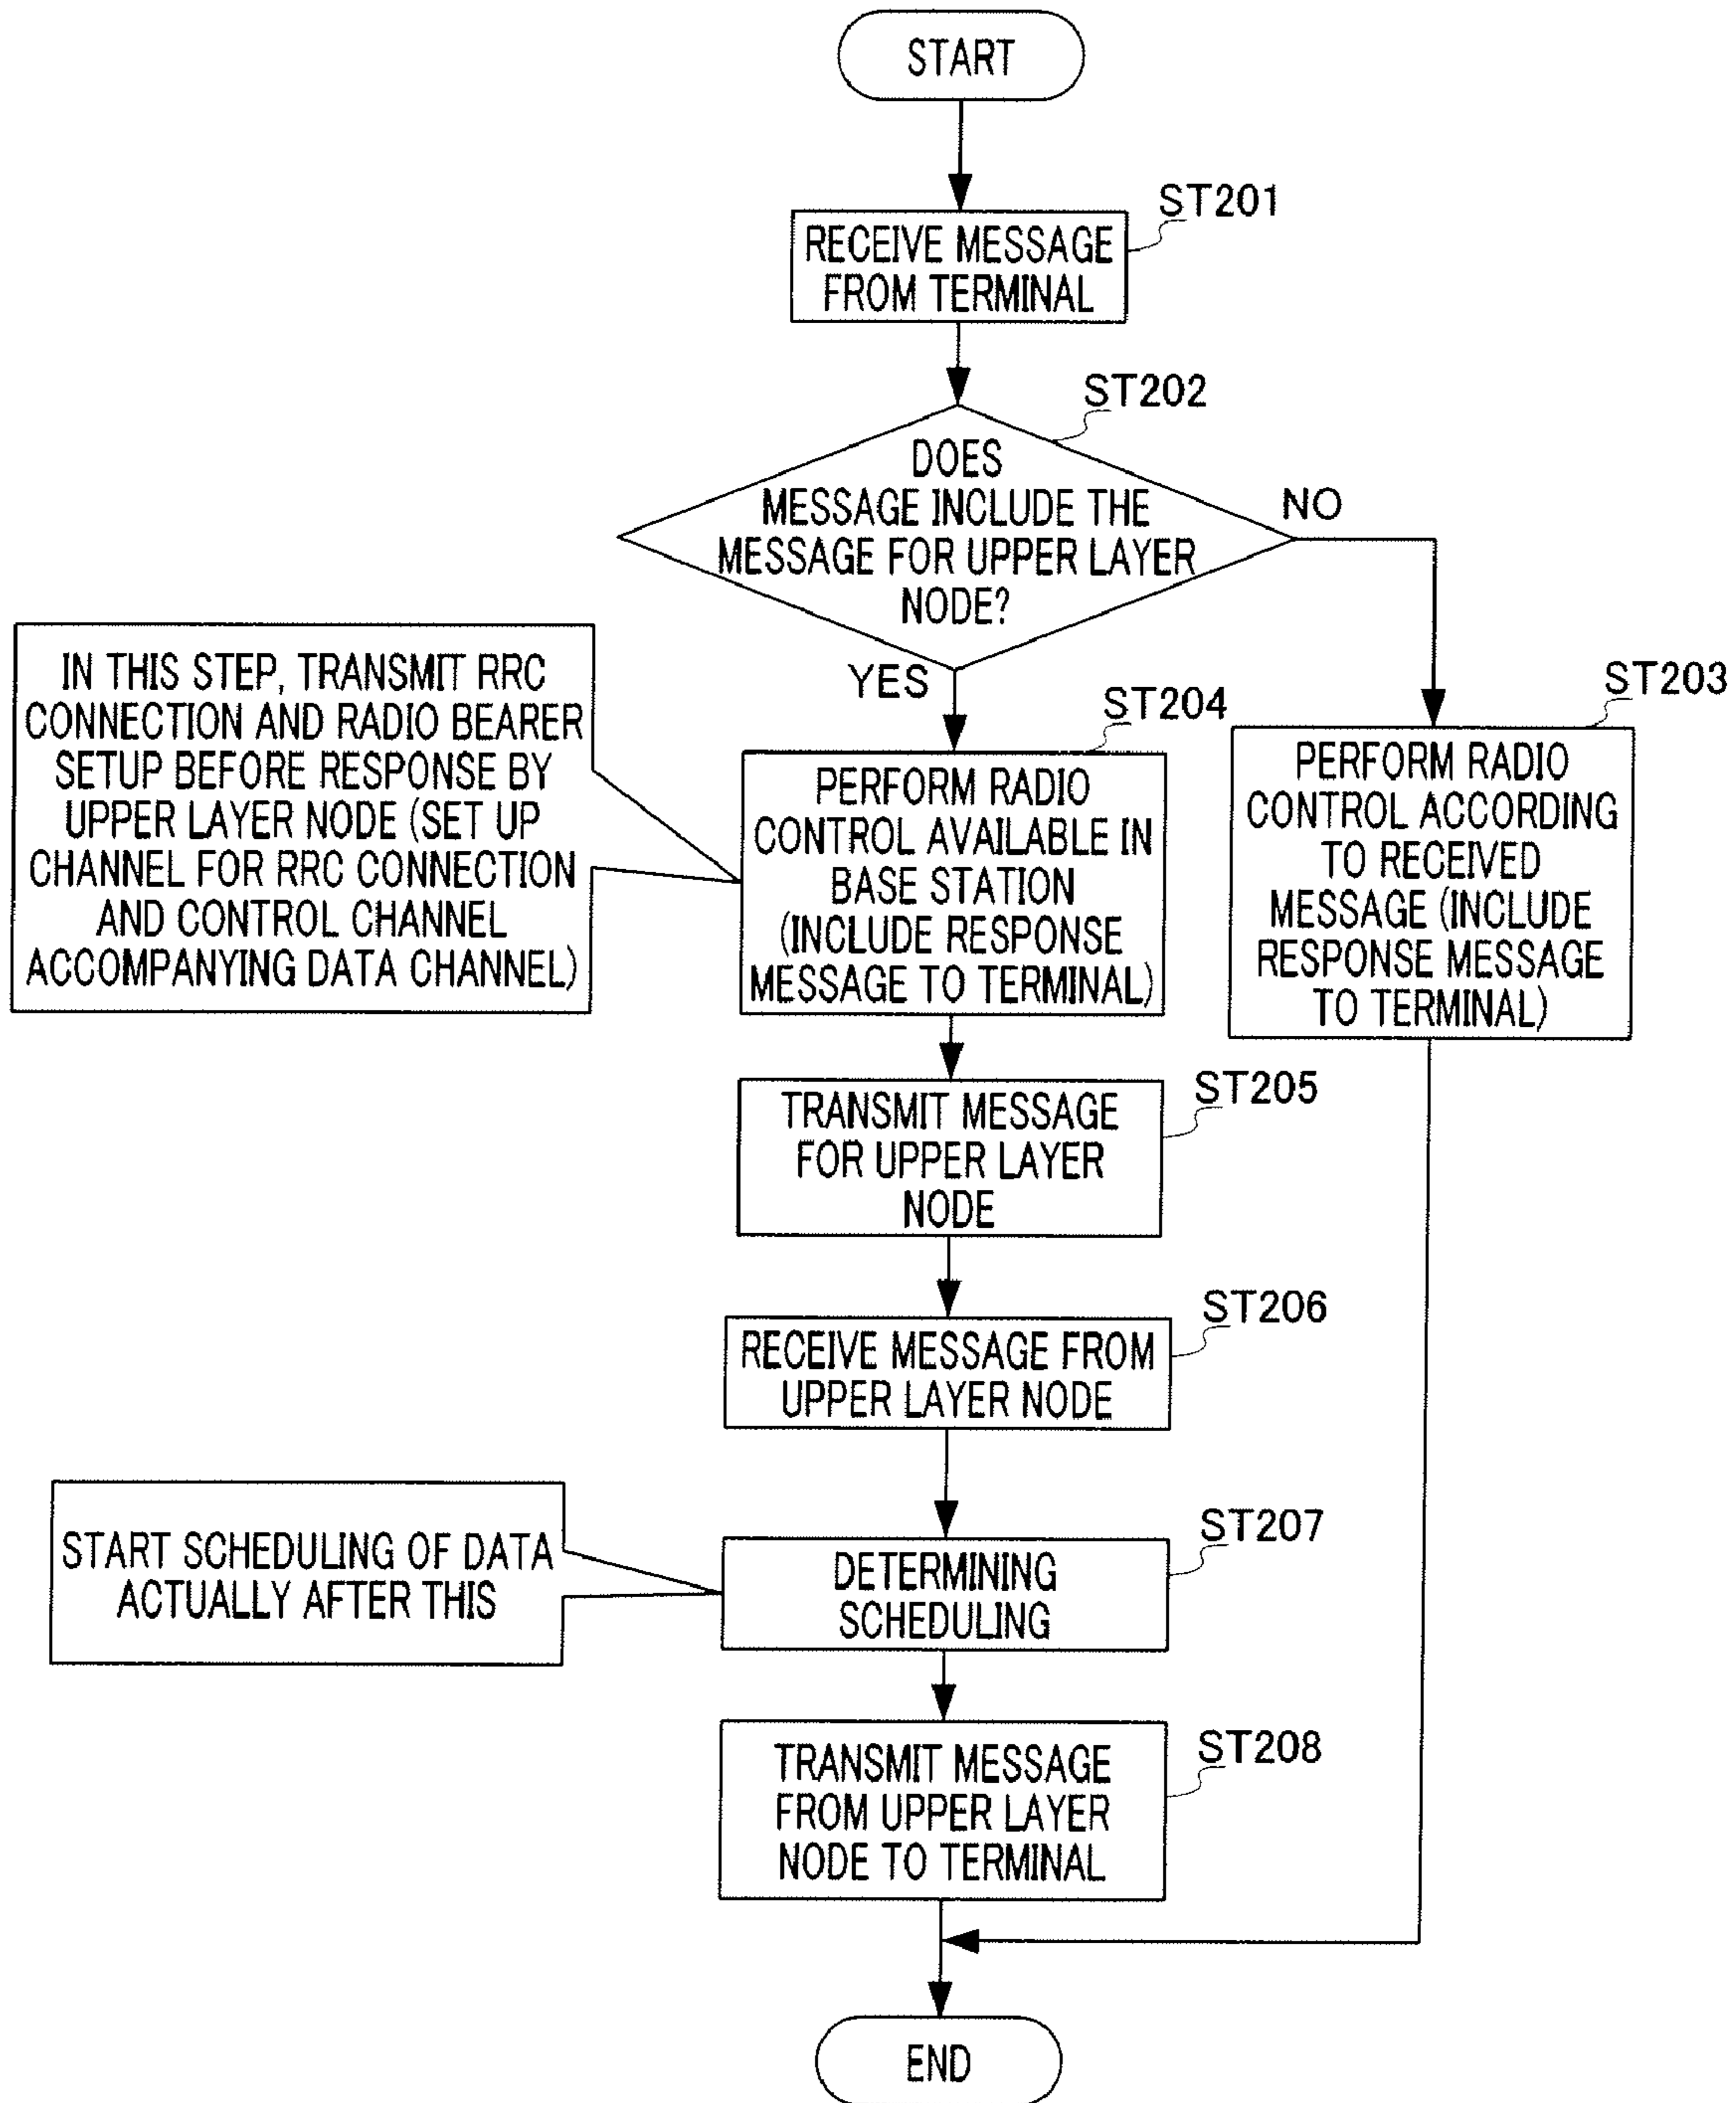 START
ST201
RECEIVE MESSAGE
FROM TERMINAL
ST202
DOES
MESSAGE INCLUDE THE
MESSAGE FOR UPPER LAYER
NODE?
NO
YES
IN THIS STEP, TRANSMIT RRC
CONNECTION AND RADIO BEARER
SETUP BEFORE RESPONSE BY
UPPER LAYER NODE (SET UP
CHANNEL FOR RRC CONNECTION
AND CONTROL CHANNEL
ACCOMPANYING DATA CHANNEL)
ST204
PERFORM RADIO
CONTROL AVAILABLE IN
BASE STATION
(INCLUDE RESPONSE
MESSAGE TO TERMINAL)
ST203
PERFORM RADIO
CONTROL ACCORDING
TO RECEIVED
MESSAGE (INCLUDE
RESPONSE MESSAGE
TO TERMINAL)
ST205
TRANSMIT MESSAGE
FOR UPPER LAYER
NODE
ST206
RECEIVE MESSAGE FROM
UPPER LAYER NODE
START SCHEDULING OF DATA
ACTUALLY AFTER THIS
ST207
DETERMINING
SCHEDULING
ST208
TRANSMIT MESSAGE
FROM UPPER LAYER
NODE TO TERMINAL
END